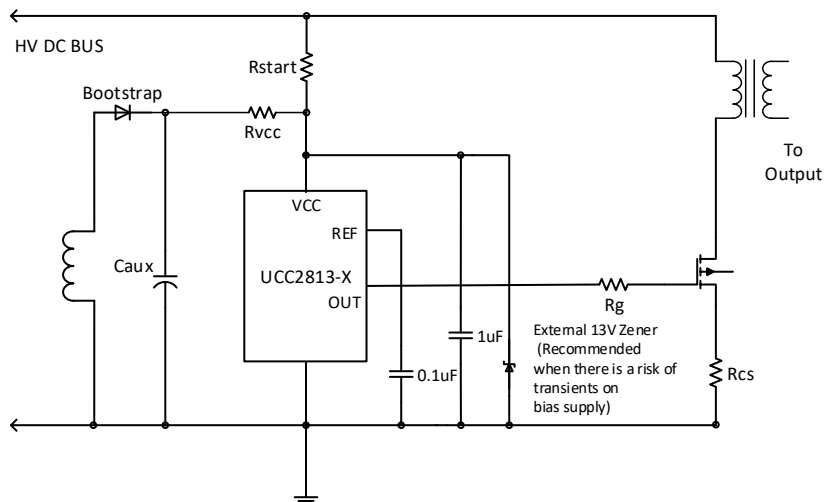 HV DC BUS
Rstart
Bootstrap
Rvcc
To
Output
VCC
REF
Caux
UCC2813-X
OUT
Rg
1uF
External 13V Zener
(Recommended
when there is a risk of
transients on
bias supply)
0.1uF
Rcs